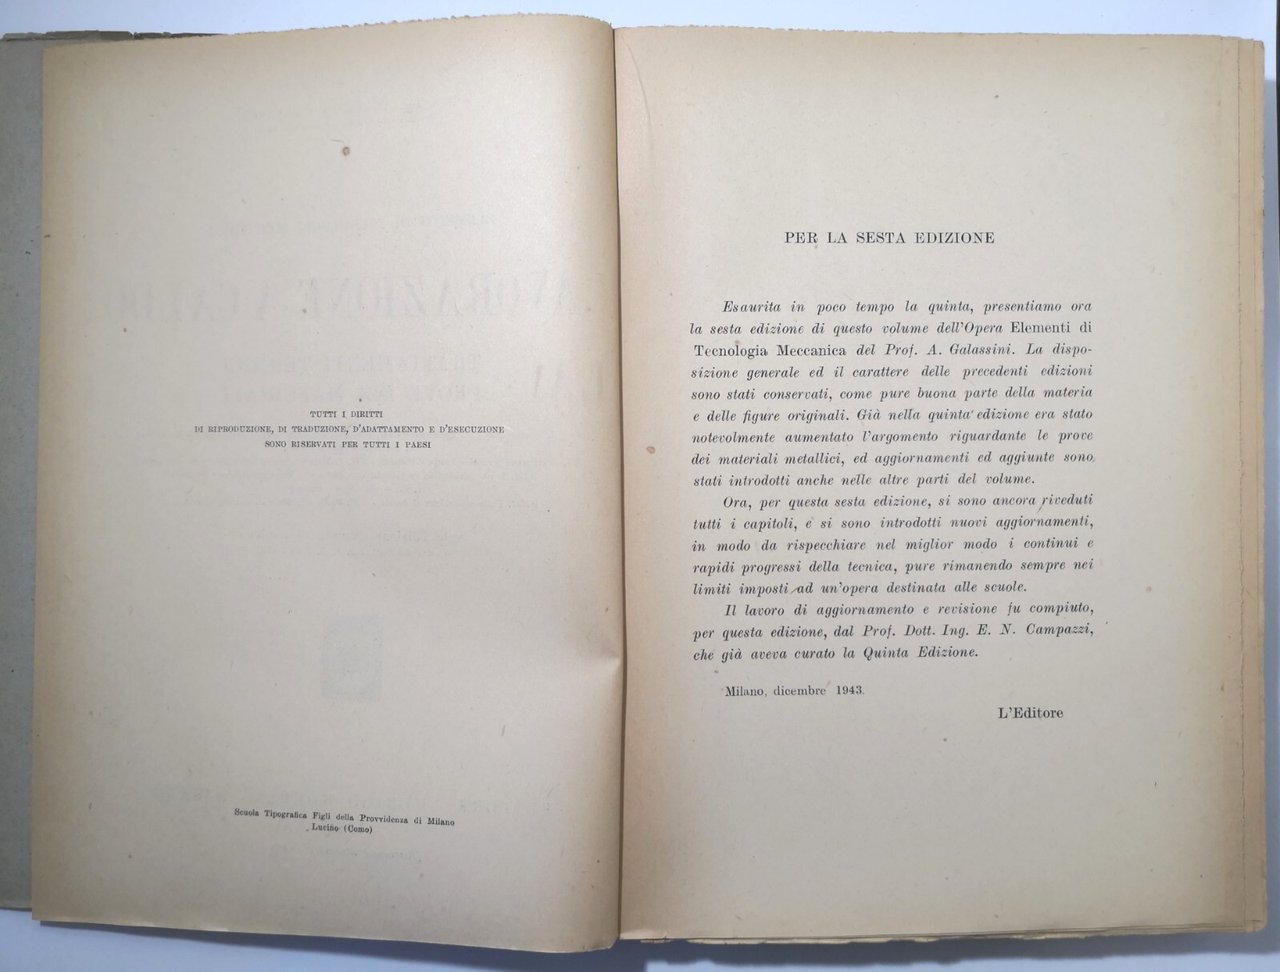 TUTTI I DIRITTI
DI RIPRODUZIONE, DI TRADUZIONE, D'ADATTAMENTO E D'ESECUZIONE
SONO RISERVATI PER TUTTI I PAESI
Scuola Tipografica Figli della Provvidenza di Milano
Lucino (Como)
PER LA SESTA EDIZIONE
Esaurita in poco tempo la quinta, presentiamo ora
la sesta edizione di questo volume dell'Opera Elementi di
Tecnologia Meccanica del Prof. A. Galassini. La dispo-
sizione generale ed il carattere delle precedenti edizioni
sono stati conservati, come pure buona parte della materia
e delle figure originali. Già nella quinta edizione era stato
notevolmente aumentato l'argomento riguardante le prove
dei materiali metallici, ed aggiornamenti ed aggiunte sono
stati introdotti anche nelle altre parti del volume.
Ora, per questa sesta edizione, si sono ancora riveduti
tutti i capitoli, e si sono introdotti nuovi aggiornamenti,
in modo da rispecchiare nel miglior modo i continui e
rapidi progressi della tecnica, pure rimanendo sempre nei
limiti imposti ad un'opera destinata alle scuole.
Il lavoro di aggiornamento e revisione fu compiuto,
per questa edizione, dal Prof. Dott. Ing. E. N. Campazzi,
che già aveva curato la Quinta Edizione.
Milano, dicembre 1943.
L'Editore